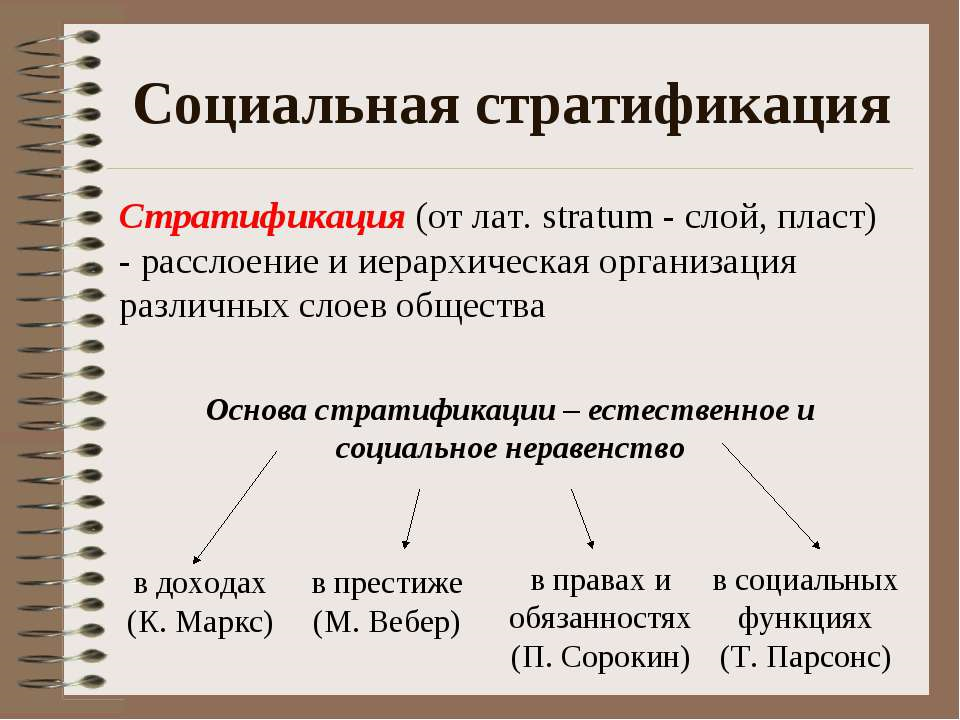 Социальная стратификация
Стратификация (от лат. stratum - слой, пласт)
- расслоение и иерархическая организация
различных слоев общества
Основа стратификации – естественное и
социальное неравенство
в доходах
(К. Маркс)
в престиже
(М. Вебер)
в правах и
обязанностях
(П. Сорокин)
в социальных
функциях
(Т. Парсонс)